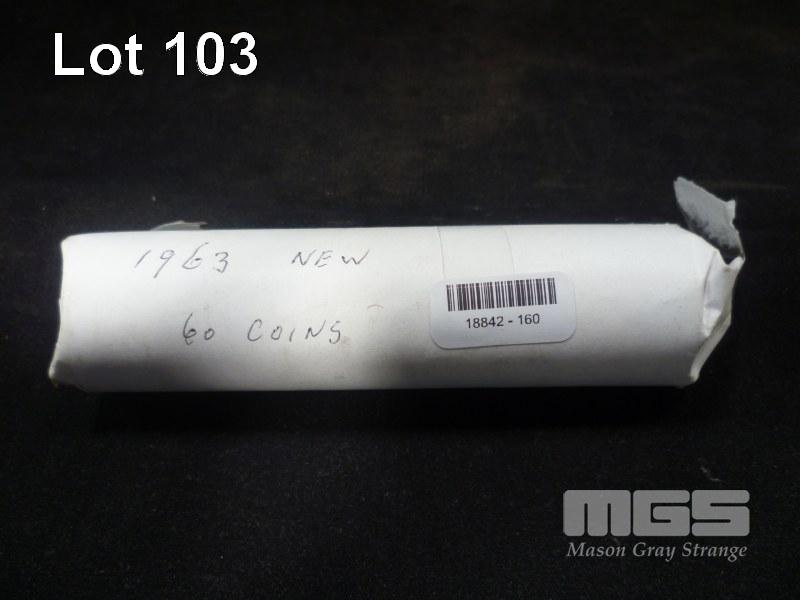 Lot 103
1963 NEW
60 COINS
18842 - 160
MGS
Mason Gray Strange